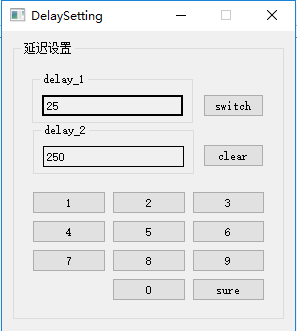 DelaySetting
延迟设置
delay_1
25 switch
delay_2
250 clear
1 2 3
4 5 6
7 8 9
0 sure